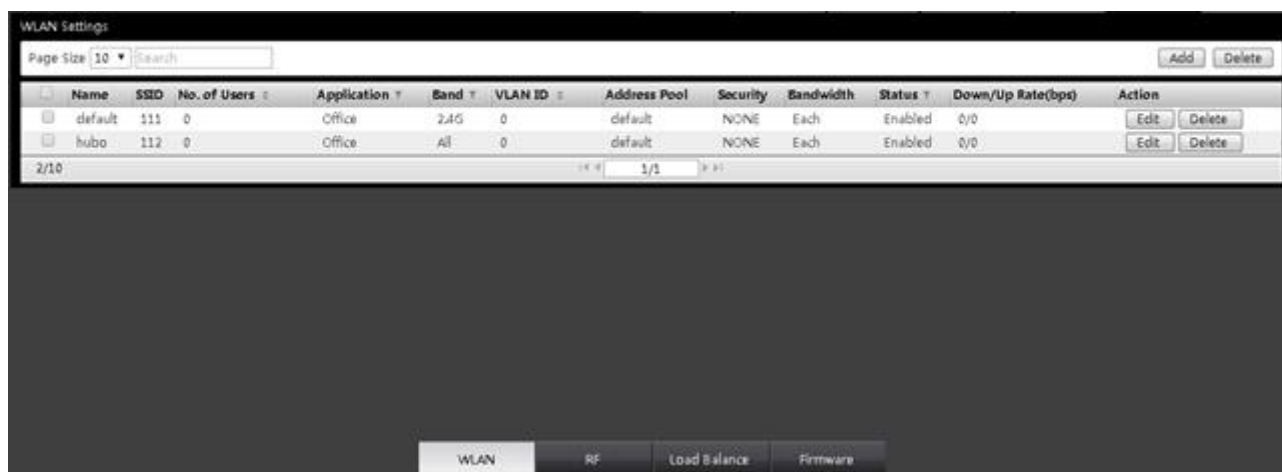 WLAN Settings
Page Size 10 Search Add Delete
Name SSID No. of Users Application Band VLAN ID Address Pool Security Bandwidth Status Down/Up Rate(bps) Action
default 111 0 Office 2.4G 0 default NONE Each Enabled 0/0 Edit Delete
hubo 112 0 Office All 0 default NONE Each Enabled 0/0 Edit Delete
2/10 1/1
WLAN RF Load Balance Firmware